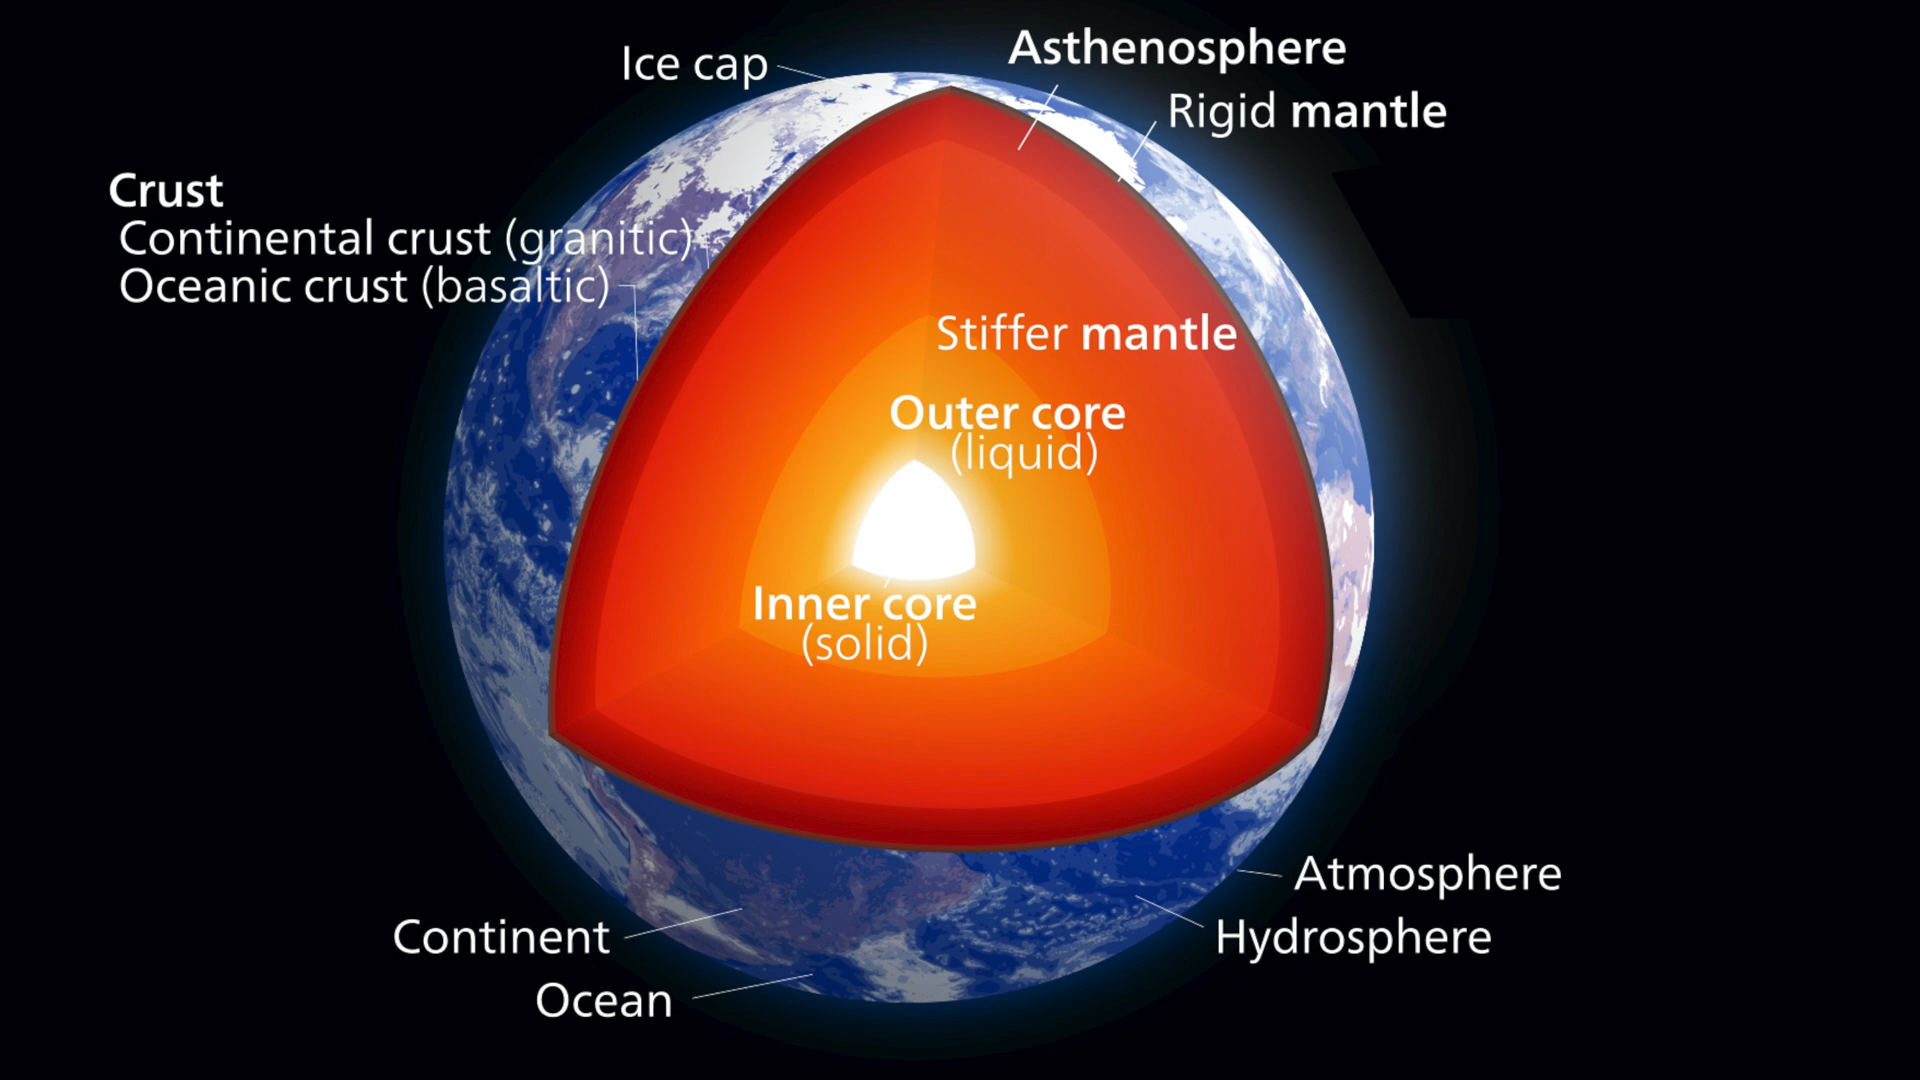 Ice cap
Asthenosphere
Rigid mantle
Crust
Continental crust (granitic)
Oceanic crust (basaltic)
Stiffer mantle
Outer core
(liquid)
Inner core
(solid)
Atmosphere
Continent
Hydrosphere
Ocean